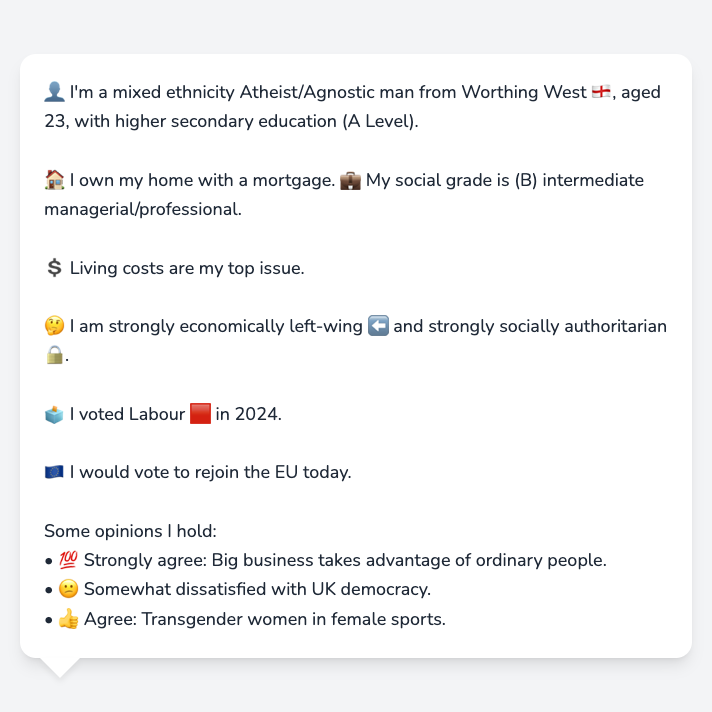 👤 I'm a mixed ethnicity Atheist/Agnostic man from Worthing West 🏴󠁧󠁢󠁥󠁮󠁧󠁿, aged
23, with higher secondary education (A Level).
🏠 I own my home with a mortgage. 💼 My social grade is (B) intermediate
managerial/professional.
💲 Living costs are my top issue.
🤔 I am strongly economically left-wing ⬅️ and strongly socially authoritarian
🔒.
🗳️ I voted Labour 🟥 in 2024.
🇪🇺 I would vote to rejoin the EU today.
Some opinions I hold:
• 💯 Strongly agree: Big business takes advantage of ordinary people.
• 😕 Somewhat dissatisfied with UK democracy.
• 👍 Agree: Transgender women in female sports.